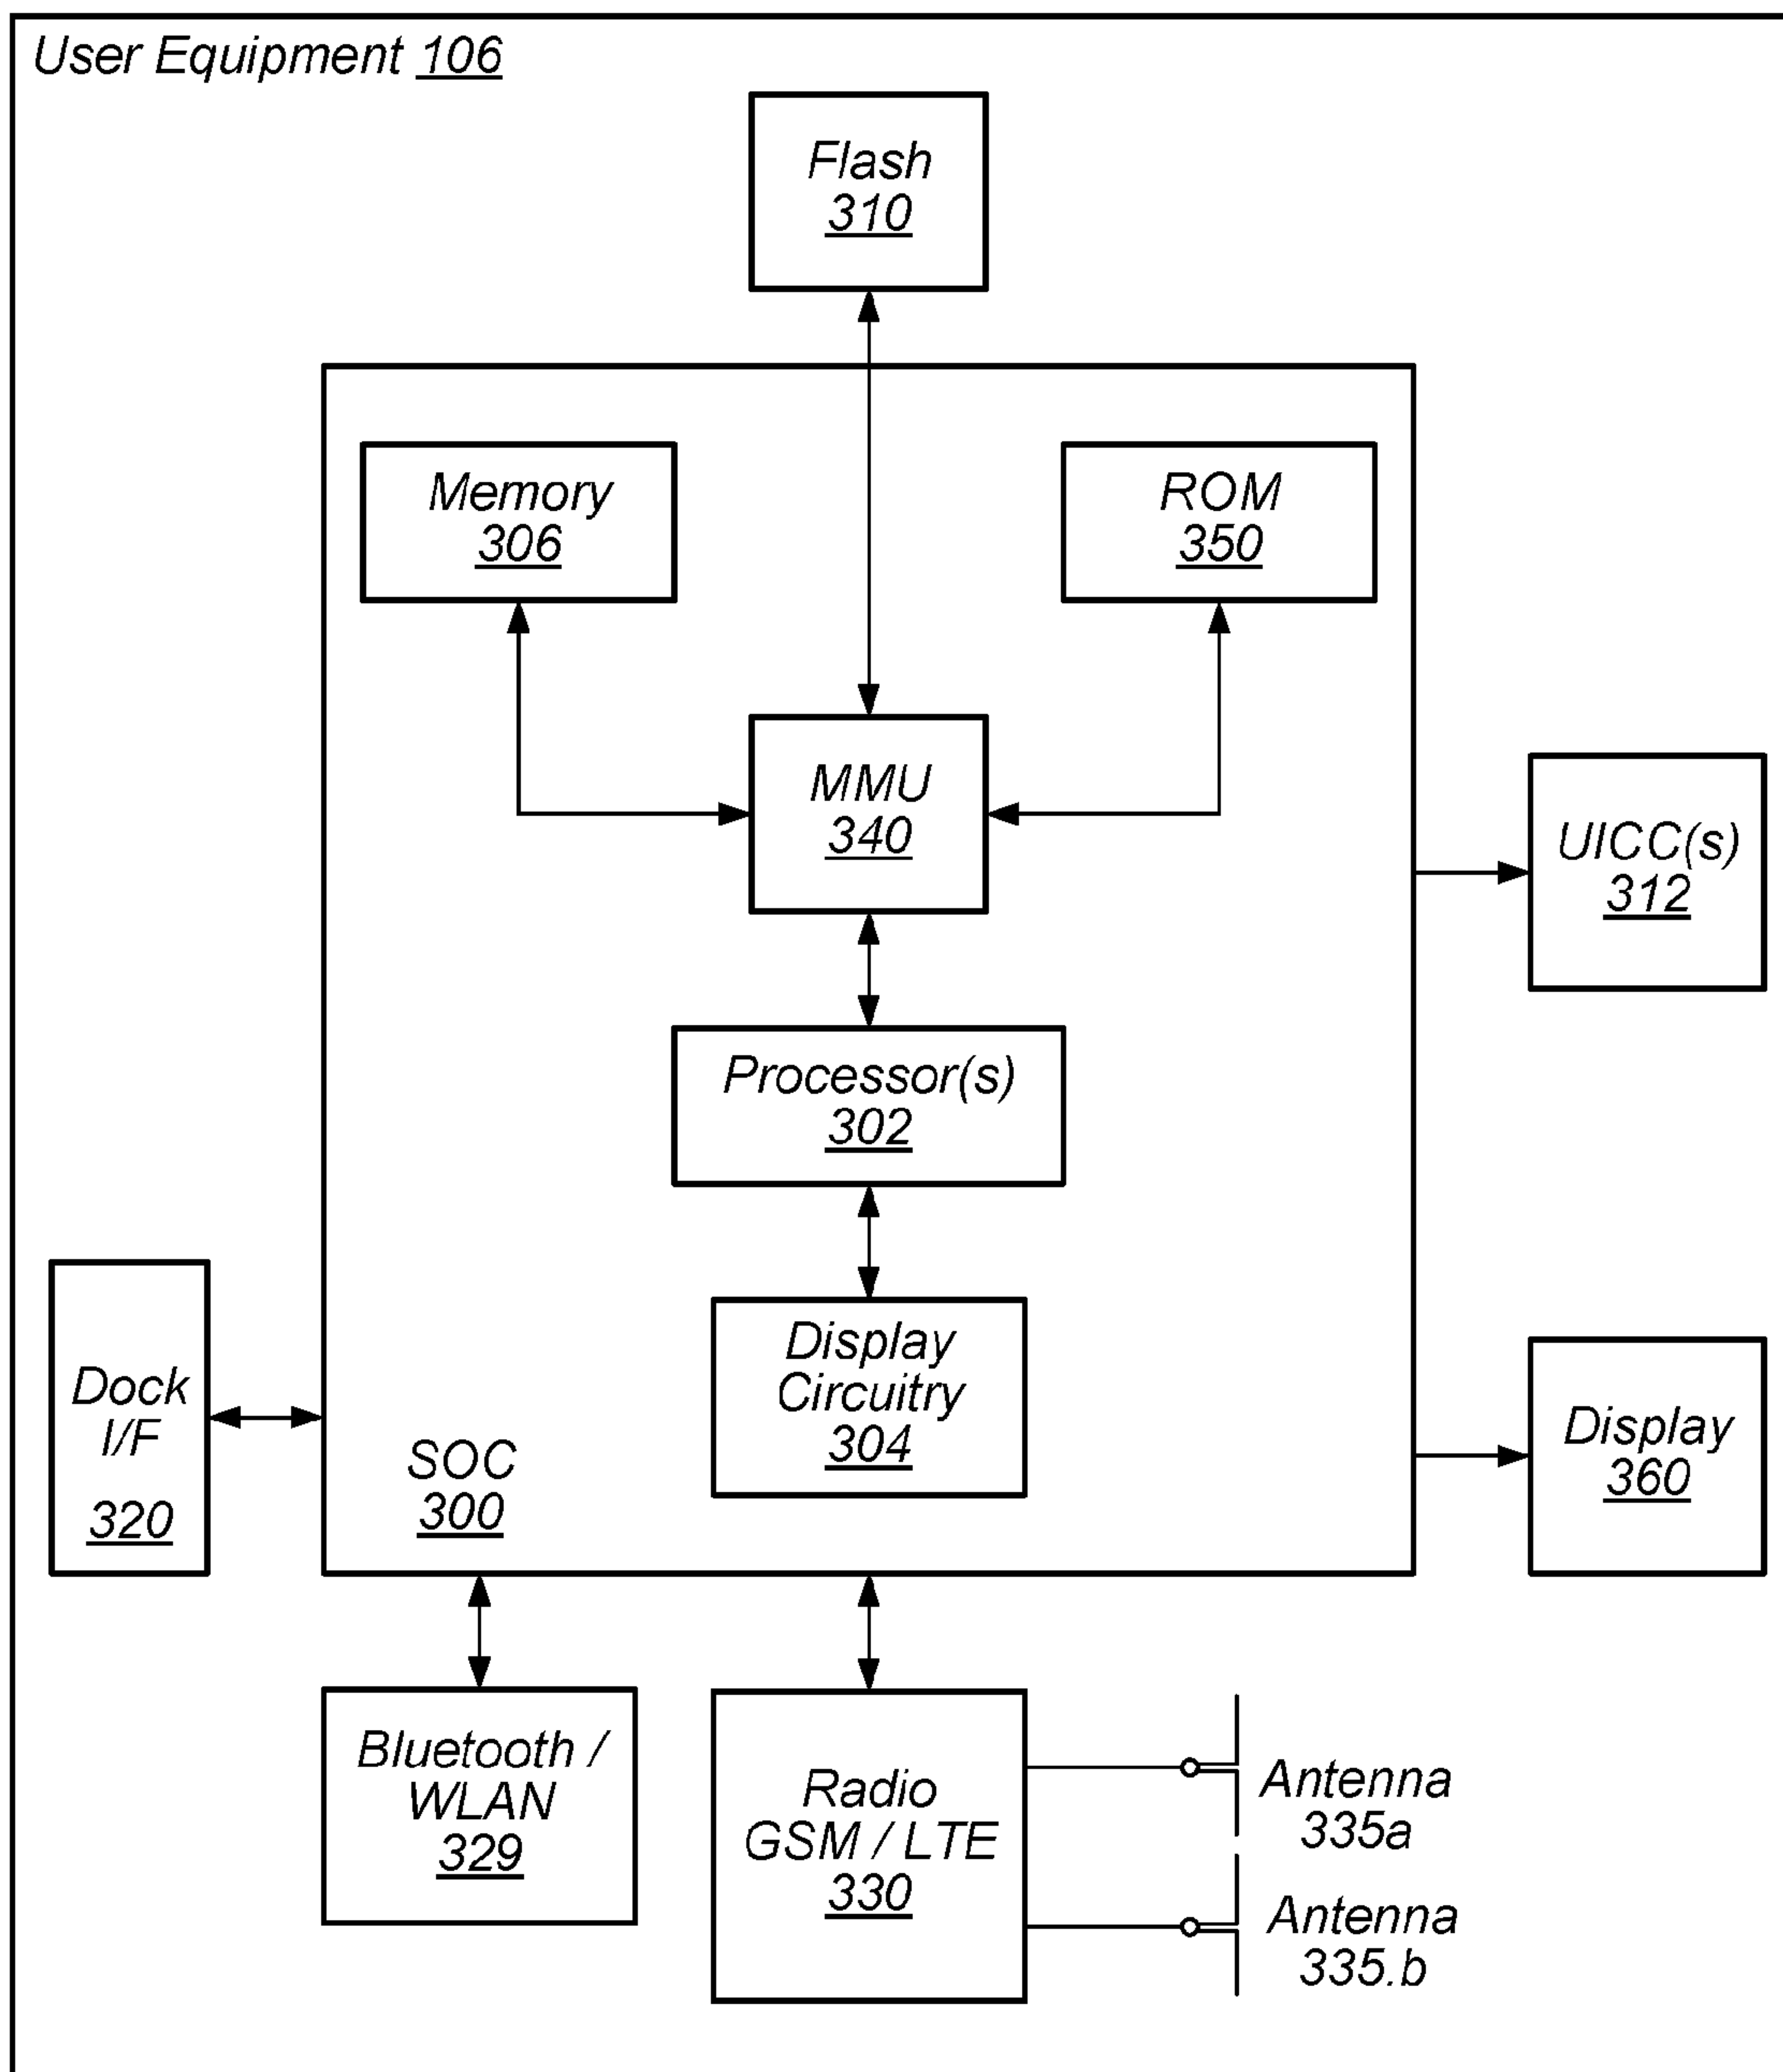 User Equipment 106
Flash
310
Memory
306
ROM
350
MMU
340
UICC(s)
312
Processor(s)
302
Display
Circuitry
304
Dock
I/F
320
SOC
300
Display
360
Bluetooth /
WLAN
329
Radio
GSM / LTE
330
Antenna
335a
Antenna
335.b